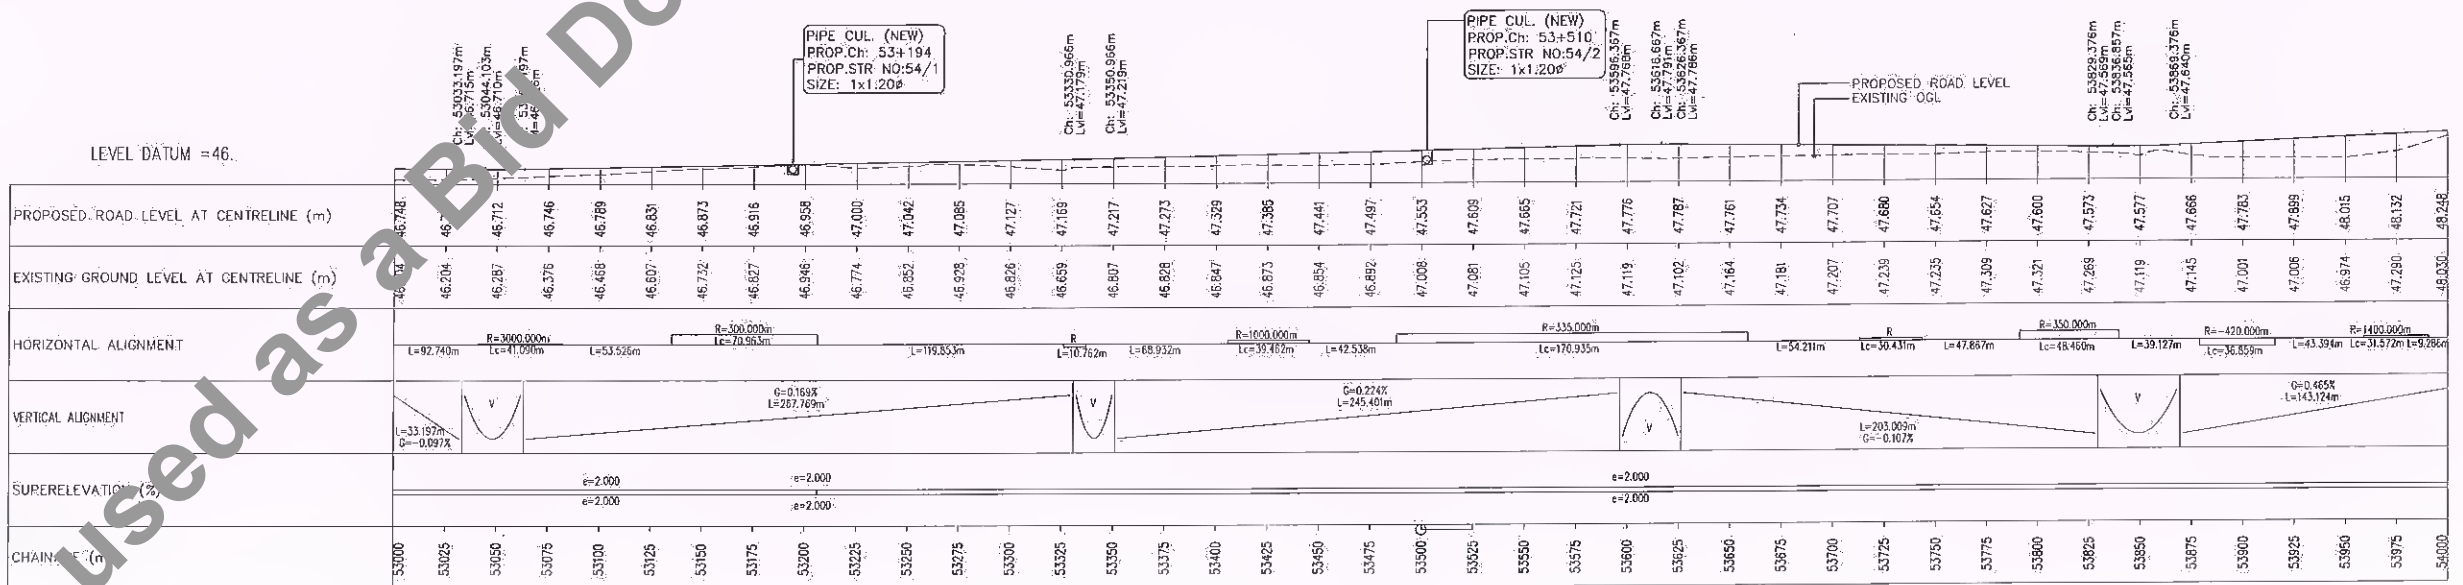 used as a Bid Do
PIPE CUL. (NEW)
PROP.Ch: 53+194
PROP.STR NO:54/1
SIZE: 1x1.20ø
PIPE CUL. (NEW)
PROP.Ch: 53+510
PROP.STR NO:54/2
SIZE: 1x1.20ø
Ch: 53033.197m
Ch: 53330.966m
Lvl=47.179m
Ch: 53350.966m
Lvl=47.219m
Ch: 53596.367m
Lvl=47.768m
Ch: 53616.667m
Lvl=47.791m
Ch: 53626.367m
Lvl=47.786m
Ch: 53829.376m
Lvl=47.569m
Ch: 53836.857m
Lvl=47.565m
Ch: 53869.376m
Lvl=47.640m
PROPOSED ROAD LEVEL
EXISTING OGL
LEVEL DATUM =46.
PROPOSED ROAD LEVEL AT CENTRELINE (m) 46.748 46.712 46.746 46.789 46.831 46.873 46.916 46.958 47.000 47.042 47.085 47.127 47.169 47.217 47.273 47.329 47.385 47.441 47.497 47.553 47.609 47.665 47.721 47.776 47.787 47.761 47.734 47.707 47.680 47.654 47.627 47.600 47.573 47.577 47.666 47.783 47.899 48.015 48.132 48.248
EXISTING GROUND LEVEL AT CENTRELINE (m) 46.204 46.287 46.376 46.468 46.607 46.732 46.827 46.946 46.774 46.852 46.928 46.826 46.659 46.807 46.828 46.847 46.873 46.854 46.892 47.008 47.081 47.105 47.125 47.119 47.102 47.164 47.181 47.207 47.239 47.235 47.309 47.321 47.269 47.119 47.145 47.001 47.006 46.974 47.290 48.030
HORIZONTAL ALIGNMENT
R=3000.000m R=300.000m R R=1000.000m R=335.000m R R=350.000m R=-420.000m R=1400.000m
L=92.740m Lc=41.090m L=53.526m Lc=70.963m L=119.853m L=10.762m L=68.932m Lc=39.462m L=42.538m Lc=170.935m L=54.211m Lc=30.431m L=47.867m Lc=48.460m L=39.127m Lc=36.859m L=43.394m Lc=31.572m L=9.286m
VERTICAL ALIGNMENT
L=33.197m
G=-0.097%
V
G=0.169%
L=267.769m
V
G=0.224%
L=245.401m
V
L=203.009m
G=-0.107%
V
G=0.465%
L=143.124m
SUPERELEVATION (%)
e=2.000 e=2.000 e=2.000
e=2.000 e=2.000 e=2.000
53000 53025 53050 53075 53100 53125 53150 53175 53200 53225 53250 53275 53300 53325 53350 53375 53400 53425 53450 53475 53500 53525 53550 53575 53600 53625 53650 53675 53700 53725 53750 53775 53800 53825 53850 53875 53900 53925 53950 53975 54000